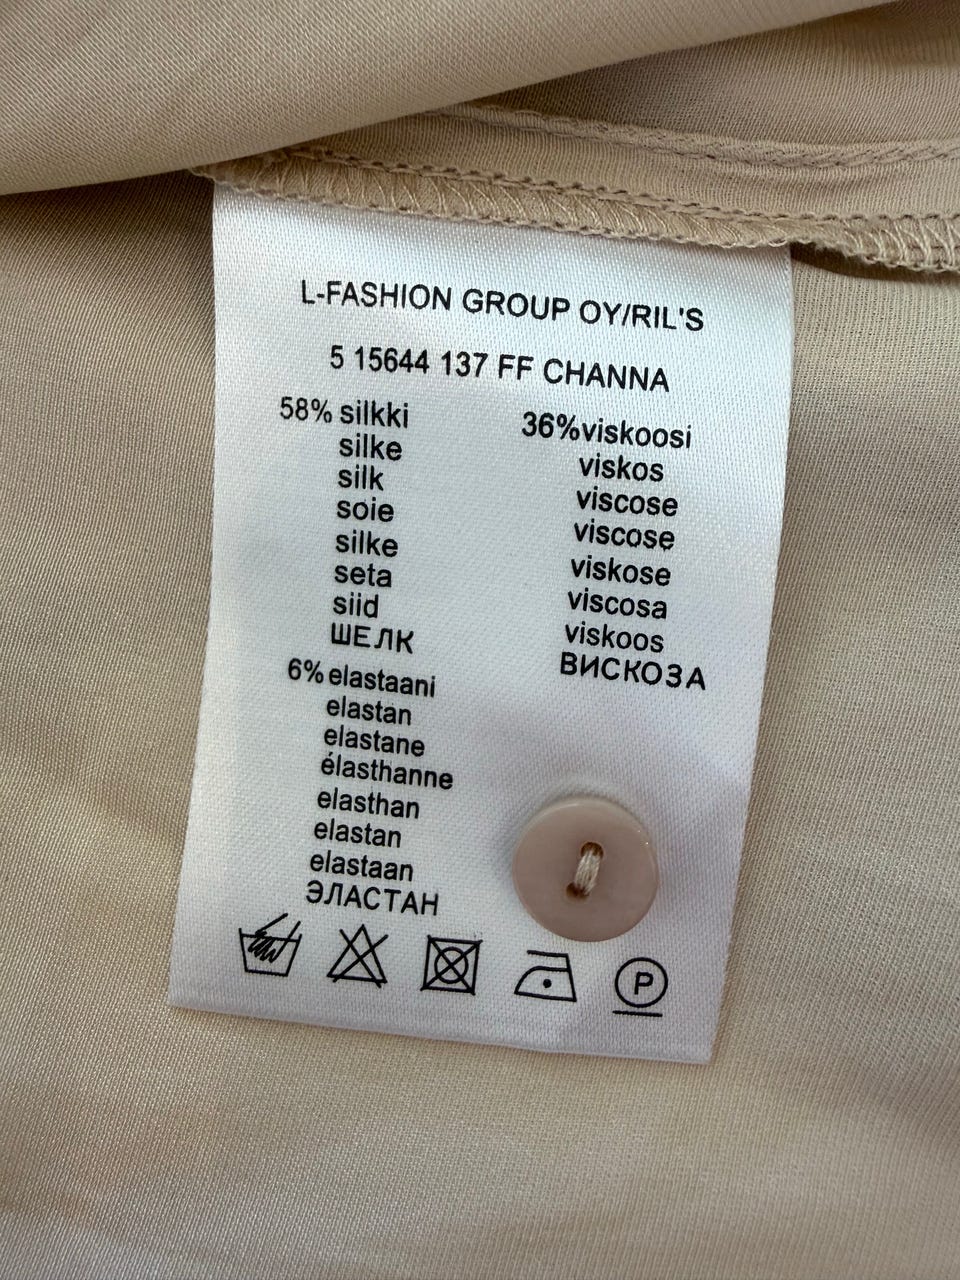 L-FASHION GROUP OY/RIL'S
5 15644 137 FF CHANNA
58% silkki
silke
silk
soie
silke
seta
siid
ШЕЛК
36%viskoosi
viskos
viscose
viscose
viskose
viscosa
viskoos
ВИСКОЗА
6% elastaani
elastan
elastane
élasthanne
elasthan
elastan
elastaan
ЭЛАСТАН
P